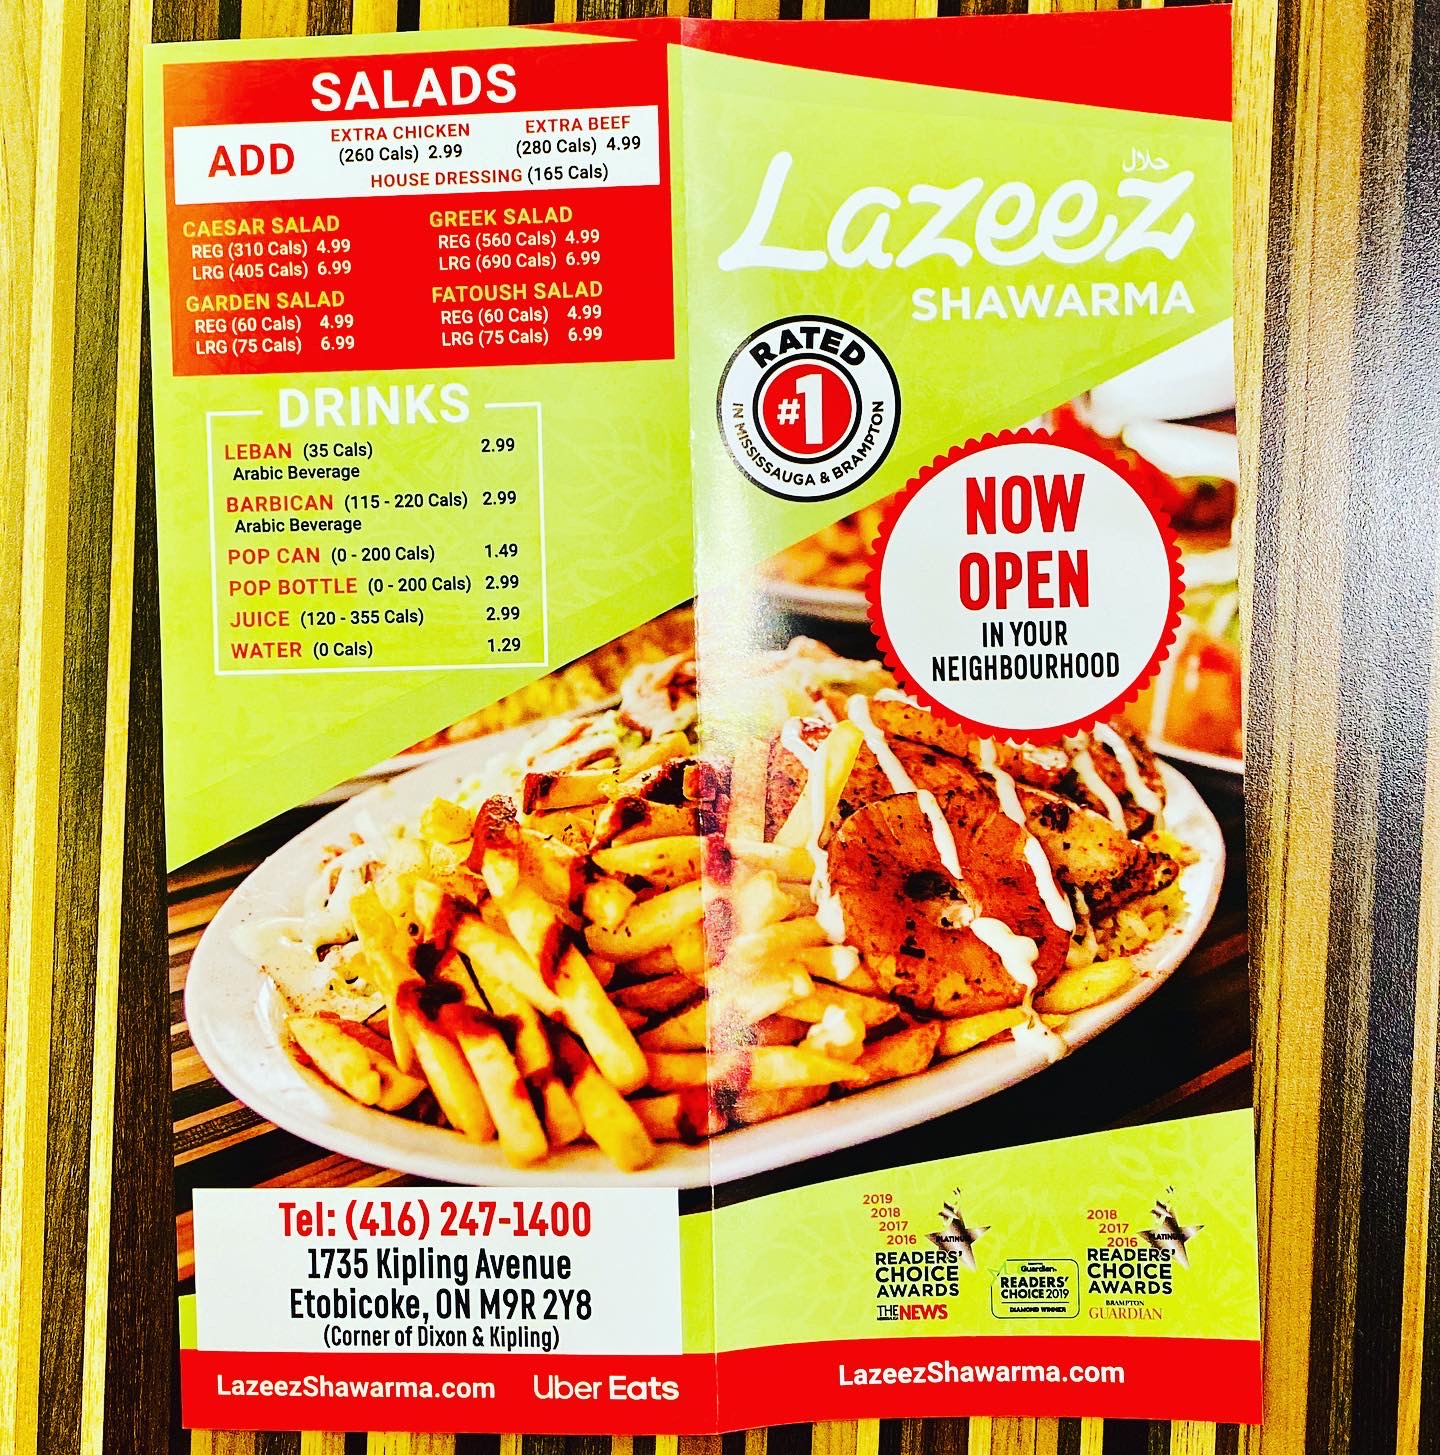 SALADS
ADD
EXTRA CHICKEN
(260 Cals) 2.99
EXTRA BEEF
(280 Cals) 4.99
HOUSE DRESSING (165 Cals)
CAESAR SALAD
REG (310 Cals) 4.99
LRG (405 Cals) 6.99
GREEK SALAD
REG (560 Cals) 4.99
LRG (690 Cals) 6.99
GARDEN SALAD
REG (60 Cals) 4.99
LRG (75 Cals) 6.99
FATOUSH SALAD
REG (60 Cals) 4.99
LRG (75 Cals) 6.99
DRINKS
LEBAN (35 Cals) 2.99
Arabic Beverage
BARBICAN (115 - 220 Cals) 2.99
Arabic Beverage
POP CAN (0 - 200 Cals) 1.49
POP BOTTLE (0 - 200 Cals) 2.99
JUICE (120 - 355 Cals) 2.99
WATER (0 Cals) 1.29
Tel: (416) 247-1400
1735 Kipling Avenue
Etobicoke, ON M9R 2Y8
(Corner of Dixon & Kipling)
LazeezShawarma.com Uber Eats
حلال
Lazeez
SHAWARMA
RATED
#1
IN MISSISSAUGA & BRAMPTON
NOW
OPEN
IN YOUR
NEIGHBOURHOOD
2019
2018
2017
2016
PLATINUM
READERS'
CHOICE
AWARDS
THE NEWS
Guardian
READERS'
CHOICE 2019
DIAMOND WINNER
2018
2017
2016
PLATINUM
READERS'
CHOICE
AWARDS
BRAMPTON
GUARDIAN
LazeezShawarma.com